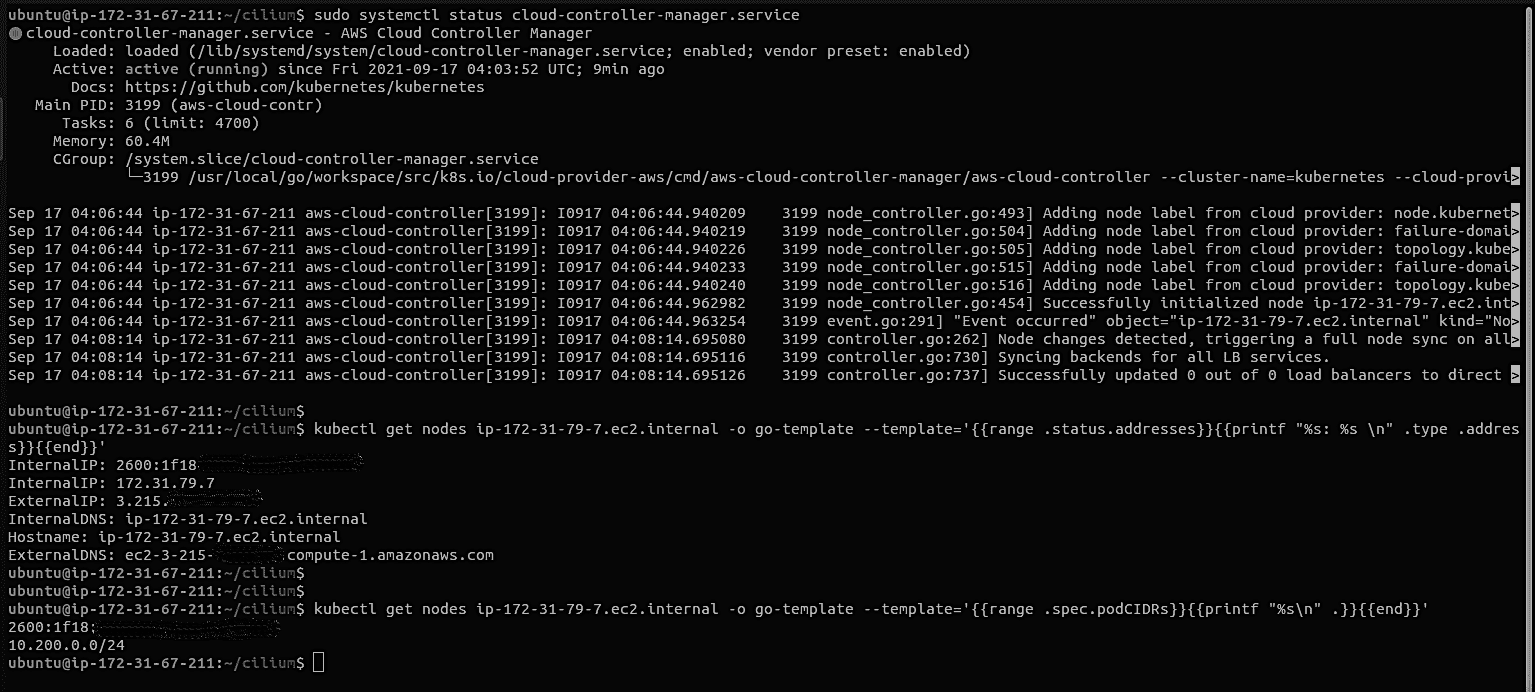 ubuntu@ip-172-31-67-211:~/cilium$ sudo systemctl status cloud-controller-manager.service
cloud-controller-manager.service - AWS Cloud Controller Manager
Loaded: loaded (/lib/systemd/system/cloud-controller-manager.service; enabled; vendor preset: enabled)
Active: active (running) since Fri 2021-09-17 04:03:52 UTC; 9min ago
Docs: https://github.com/kubernetes/kubernetes
Main PID: 3199 (aws-cloud-contr)
Tasks: 6 (limit: 4700)
Memory: 60.4M
CGroup: /system.slice/cloud-controller-manager.service
└─3199 /usr/local/go/workspace/src/k8s.io/cloud-provider-aws/cmd/aws-cloud-controller-manager/aws-cloud-controller --cluster-name=kubernetes --cloud-provi>
Sep 17 04:06:44 ip-172-31-67-211 aws-cloud-controller[3199]: I0917 04:06:44.940209    3199 node_controller.go:493] Adding node label from cloud provider: node.kubernet>
Sep 17 04:06:44 ip-172-31-67-211 aws-cloud-controller[3199]: I0917 04:06:44.940219    3199 node_controller.go:504] Adding node label from cloud provider: failure-domai>
Sep 17 04:06:44 ip-172-31-67-211 aws-cloud-controller[3199]: I0917 04:06:44.940226    3199 node_controller.go:505] Adding node label from cloud provider: topology.kube>
Sep 17 04:06:44 ip-172-31-67-211 aws-cloud-controller[3199]: I0917 04:06:44.940233    3199 node_controller.go:515] Adding node label from cloud provider: failure-domai>
Sep 17 04:06:44 ip-172-31-67-211 aws-cloud-controller[3199]: I0917 04:06:44.940240    3199 node_controller.go:516] Adding node label from cloud provider: topology.kube>
Sep 17 04:06:44 ip-172-31-67-211 aws-cloud-controller[3199]: I0917 04:06:44.962982    3199 node_controller.go:454] Successfully initialized node ip-172-31-79-7.ec2.int>
Sep 17 04:06:44 ip-172-31-67-211 aws-cloud-controller[3199]: I0917 04:06:44.963254    3199 event.go:291] "Event occurred" object="ip-172-31-79-7.ec2.internal" kind="No>
Sep 17 04:08:14 ip-172-31-67-211 aws-cloud-controller[3199]: I0917 04:08:14.695080    3199 controller.go:262] Node changes detected, triggering a full node sync on all>
Sep 17 04:08:14 ip-172-31-67-211 aws-cloud-controller[3199]: I0917 04:08:14.695116    3199 controller.go:730] Syncing backends for all LB services.
Sep 17 04:08:14 ip-172-31-67-211 aws-cloud-controller[3199]: I0917 04:08:14.695126    3199 controller.go:737] Successfully updated 0 out of 0 load balancers to direct >
ubuntu@ip-172-31-67-211:~/cilium$
ubuntu@ip-172-31-67-211:~/cilium$ kubectl get nodes ip-172-31-79-7.ec2.internal -o go-template --template='{{range .status.addresses}}{{printf "%s: %s \n" .type .addres
s}}{{end}}'
InternalIP: 2600:1f18
InternalIP: 172.31.79.7
ExternalIP: 3.215.
InternalDNS: ip-172-31-79-7.ec2.internal
Hostname: ip-172-31-79-7.ec2.internal
ExternalDNS: ec2-3-215- .compute-1.amazonaws.com
ubuntu@ip-172-31-67-211:~/cilium$
ubuntu@ip-172-31-67-211:~/cilium$
ubuntu@ip-172-31-67-211:~/cilium$ kubectl get nodes ip-172-31-79-7.ec2.internal -o go-template --template='{{range .spec.podCIDRs}}{{printf "%s\n" .}}{{end}}'
2600:1f18:
10.200.0.0/24
ubuntu@ip-172-31-67-211:~/cilium$